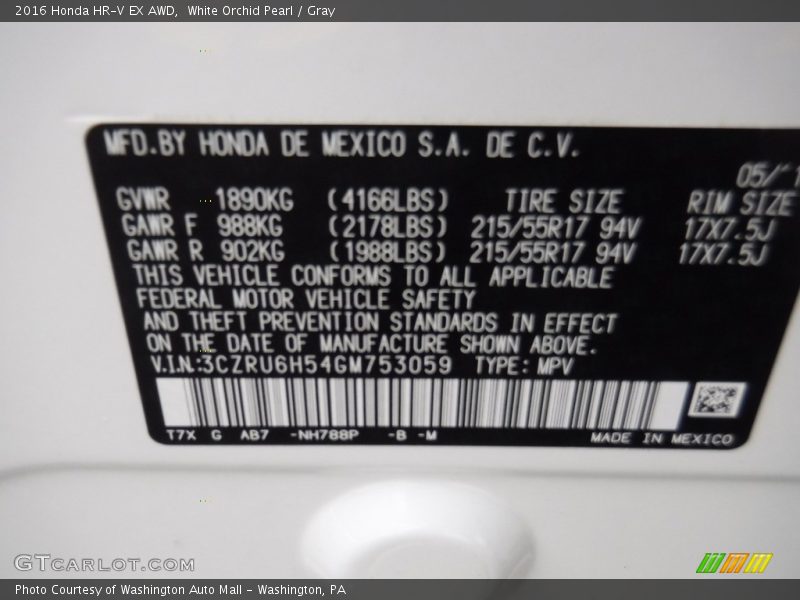 2016 Honda HR-V EX AWD, White Orchid Pearl / Gray
MFD.BY HONDA DE MEXICO S.A. DE C.V.
05/
GVWR 1890KG (4166LBS) TIRE SIZE RIM SIZE
GAWR F 988KG (2178LBS) 215/55R17 94V 17X7.5J
GAWR R 902KG (1988LBS) 215/55R17 94V 17X7.5J
THIS VEHICLE CONFORMS TO ALL APPLICABLE
FEDERAL MOTOR VEHICLE SAFETY
AND THEFT PREVENTION STANDARDS IN EFFECT
ON THE DATE OF MANUFACTURE SHOWN ABOVE.
V.I.N.:3CZRU6H54GM753059 TYPE: MPV
T7X G AB7 -NH788P -B -M MADE IN MEXICO
GTCARLOT.COM
Photo Courtesy of Washington Auto Mall - Washington, PA